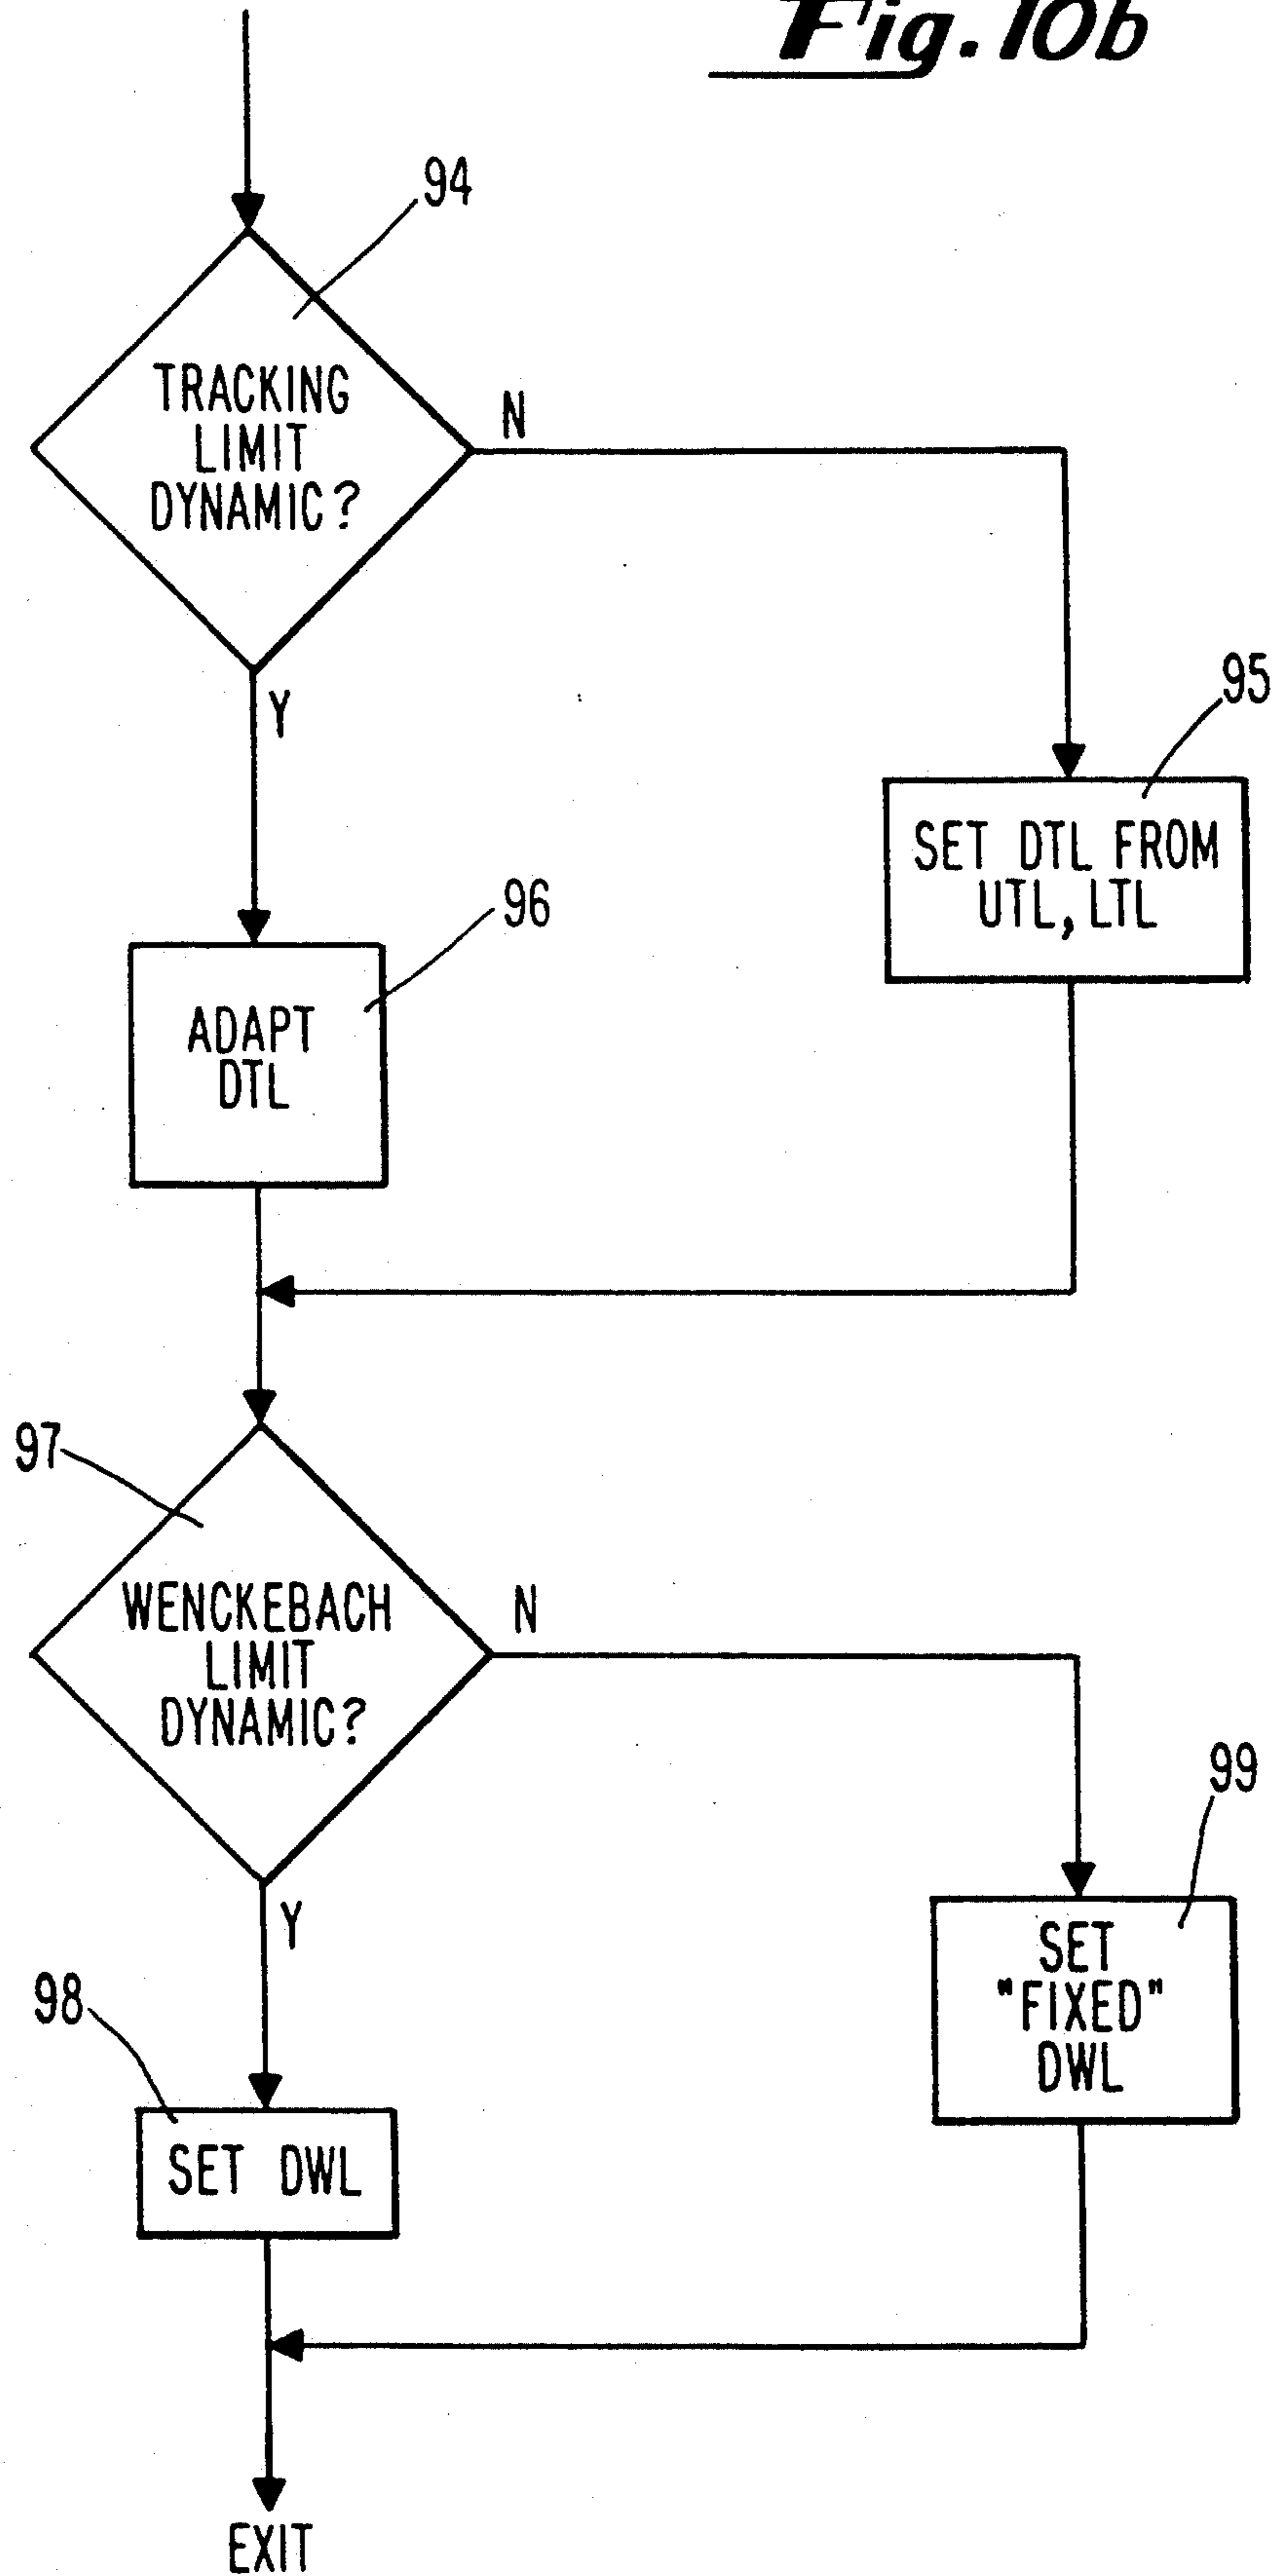 Fig. 10b
94
TRACKING
LIMIT
DYNAMIC?
N
Y
95
SET DTL FROM
UTL, LTL
96
ADAPT
DTL
97
WENCKEBACH
LIMIT
DYNAMIC?
N
Y
99
SET
"FIXED"
DWL
98
SET DWL
EXIT